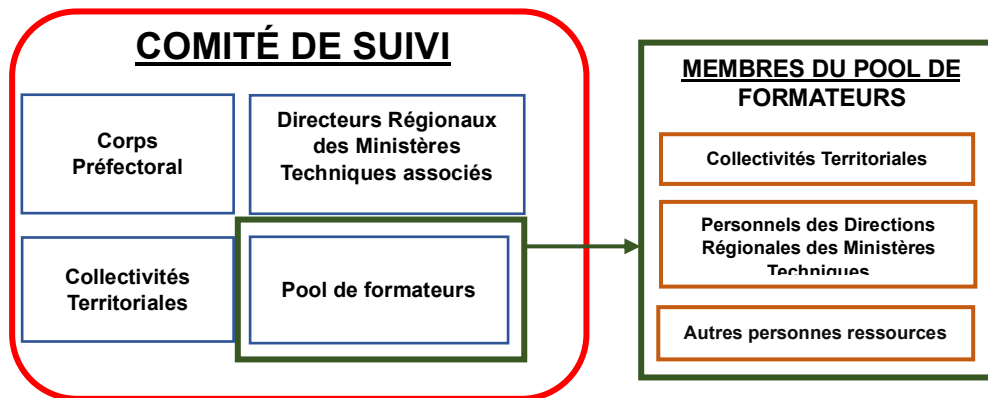 COMITÉ DE SUIVI
Corps
Préfectoral
Directeurs Régionaux
des Ministères
Techniques associés
Collectivités
Territoriales
Pool de formateurs
MEMBRES DU POOL DE
FORMATEURS
Collectivités Territoriales
Personnels des Directions
Régionales des Ministères
Techniques
Autres personnes ressources